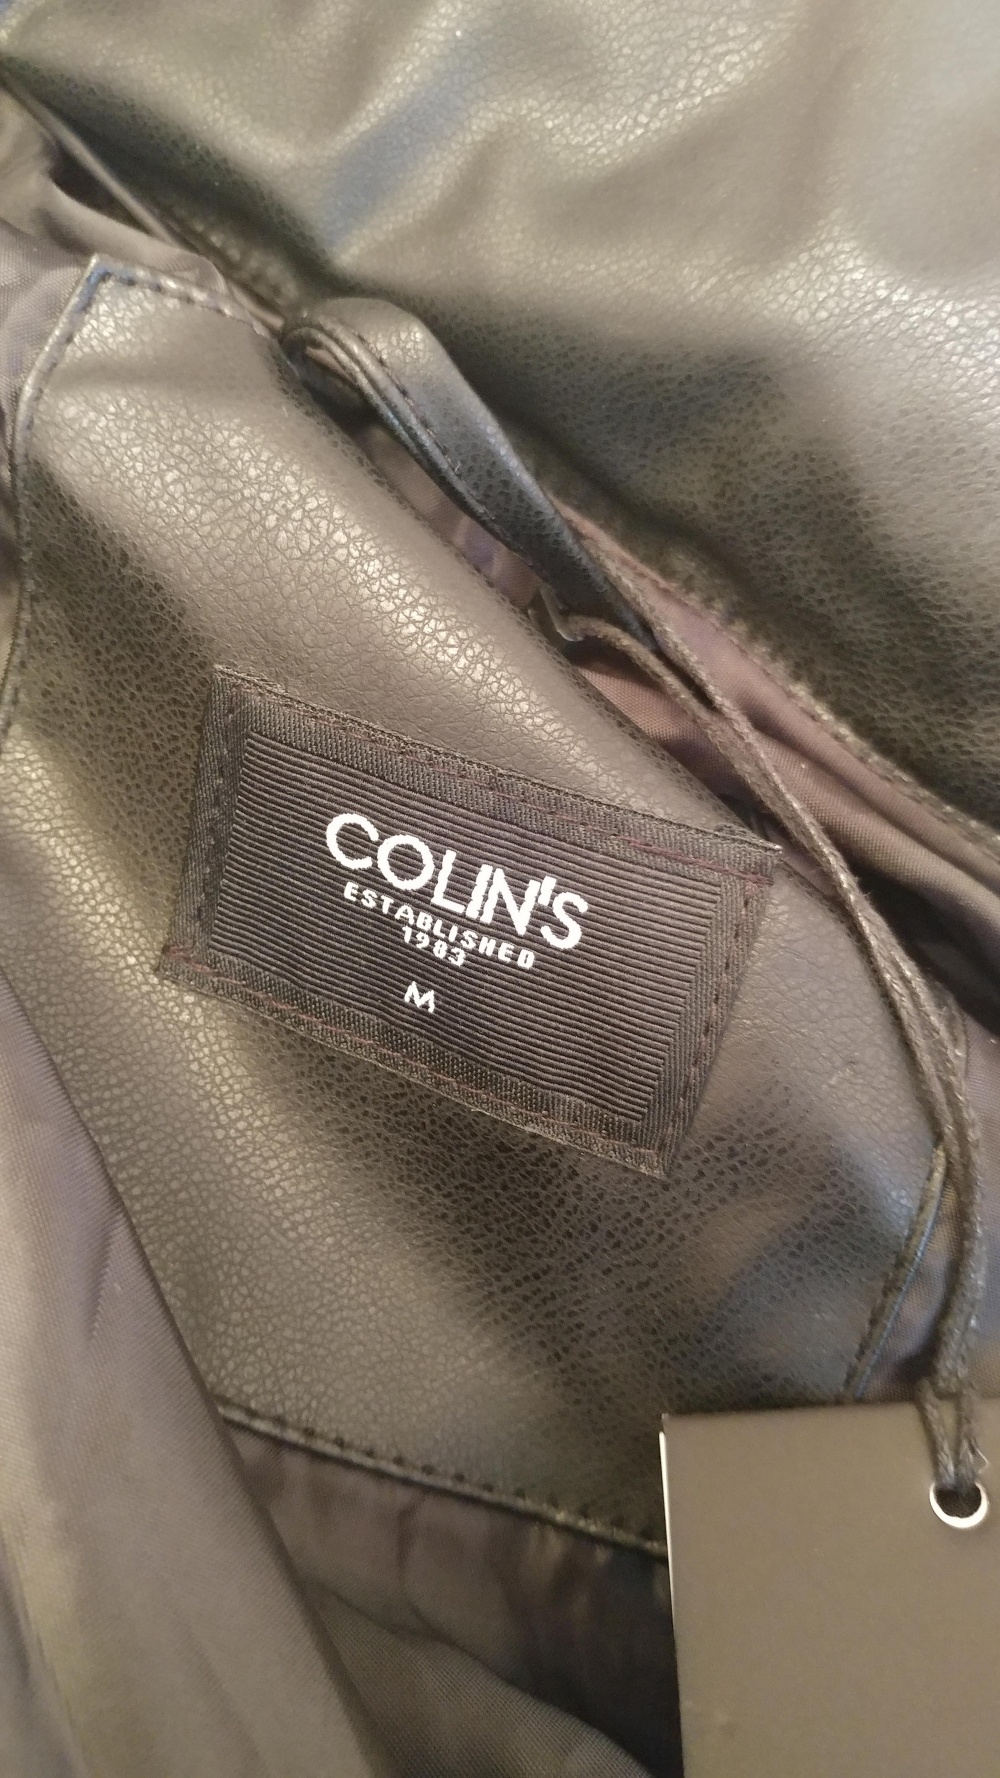 COLIN'S
ESTABLISHED
1983
M